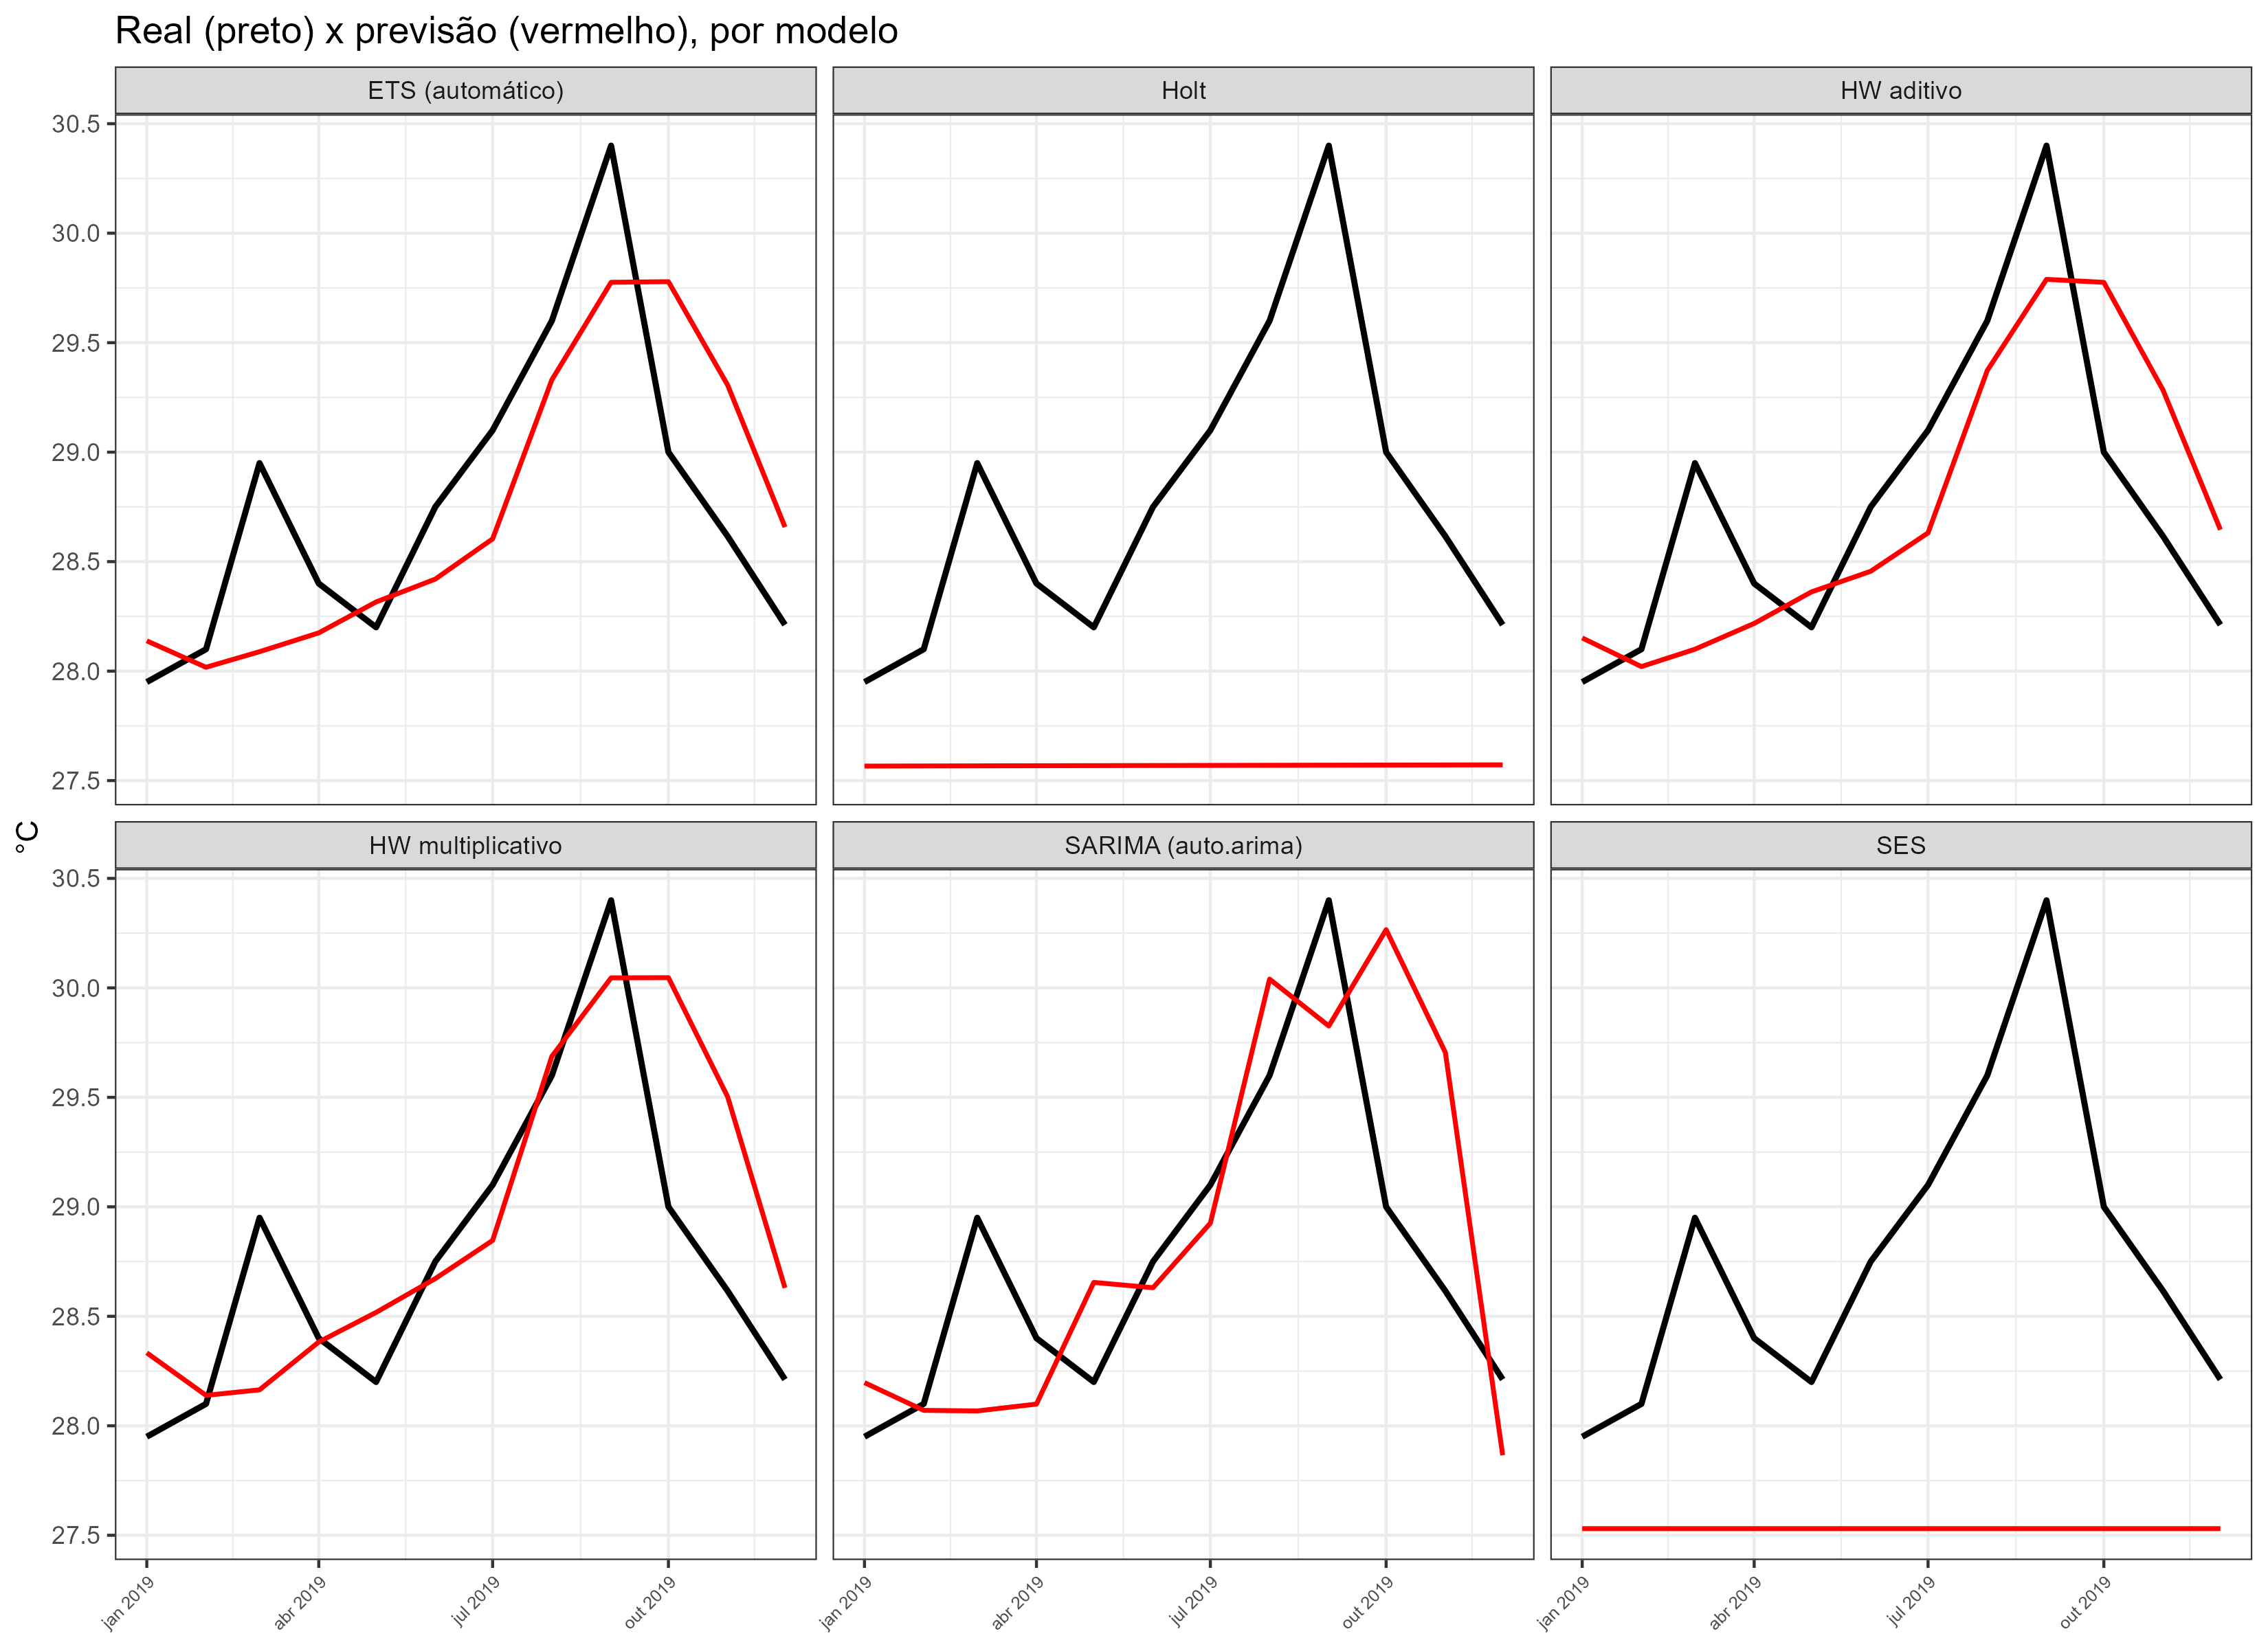 Real (preto) x previsão (vermelho), por modelo
ETS (automático)
Holt
HW aditivo
30.5
30.0
29.5
29.0
28.5
28.0
27.5
°C
HW multiplicativo
SARIMA (auto.arima)
SES
30.5
30.0
29.5
29.0
28.5
28.0
27.5
jan 2019
abr 2019
jul 2019
out 2019
jan 2019
abr 2019
jul 2019
out 2019
jan 2019
abr 2019
jul 2019
out 2019